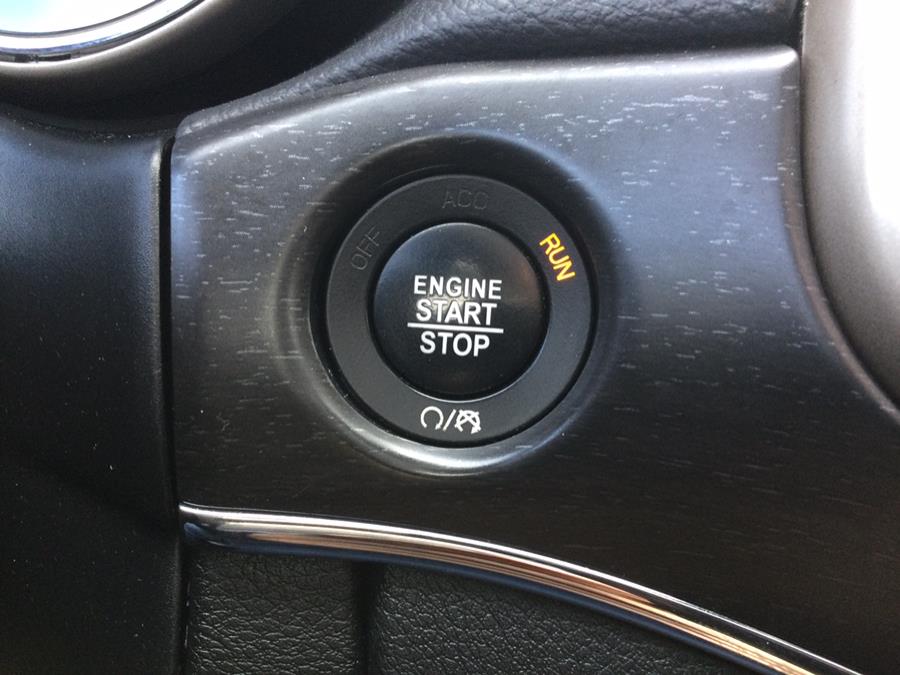 ACC
OFF
RUN
ENGINE
START
STOP